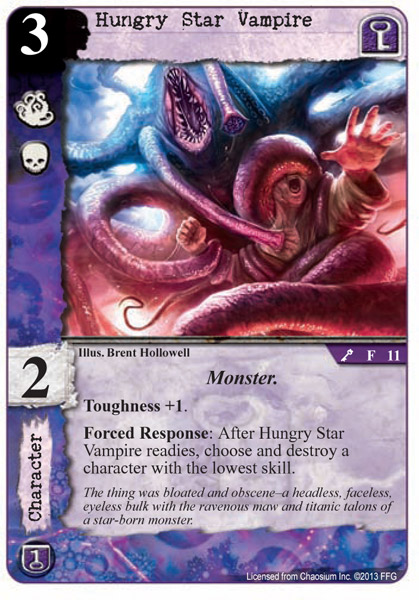 3
Hungry Star Vampire
Illus. Brent Hollowell
F 11
2
Monster.
Toughness +1.
Forced Response: After Hungry Star
Vampire readies, choose and destroy a
character with the lowest skill.
The thing was bloated and obscene–a headless, faceless,
eyeless bulk with the ravenous maw and titanic talons of
a star-born monster.
Character
1
Licensed from Chaosium Inc. ©2013 FFG